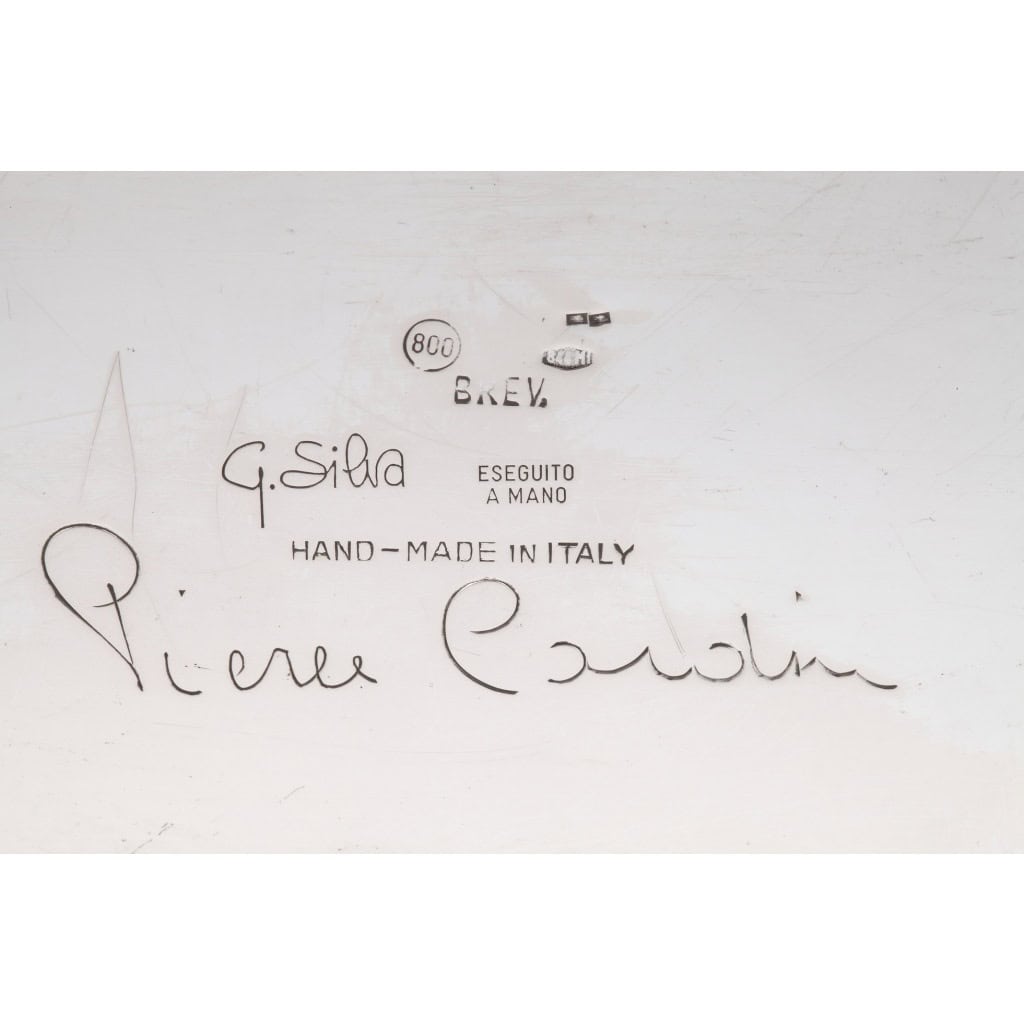 800
BREV.
G. Silva
ESEGUITO
A MANO
HAND-MADE IN ITALY
Pierre Cardin